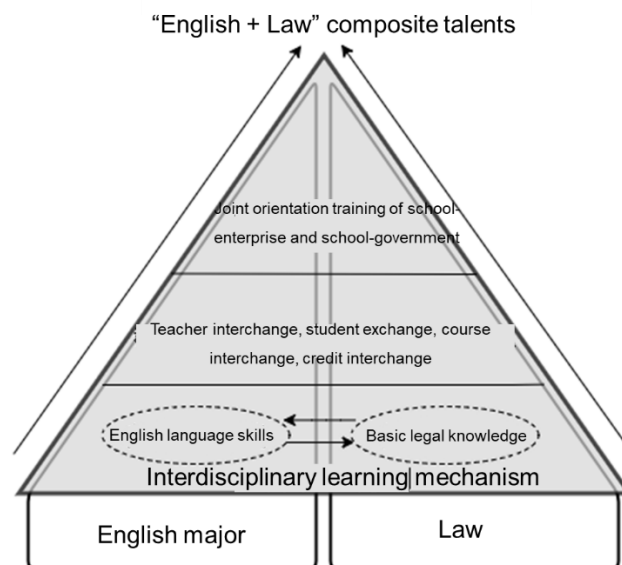 “English + Law” composite talents
Joint orientation training of school-
enterprise and school-government
Teacher interchange, student exchange, course
interchange, credit interchange
English language skills
Basic legal knowledge
Interdisciplinary learning mechanism
English major
Law